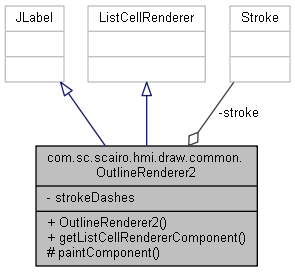 JLabel
ListCellRenderer
Stroke
-stroke
com.sc.scairo.hmi.draw.common.
OutlineRenderer2
- strokeDashes
+ OutlineRenderer2()
+ getListCellRendererComponent()
# paintComponent()